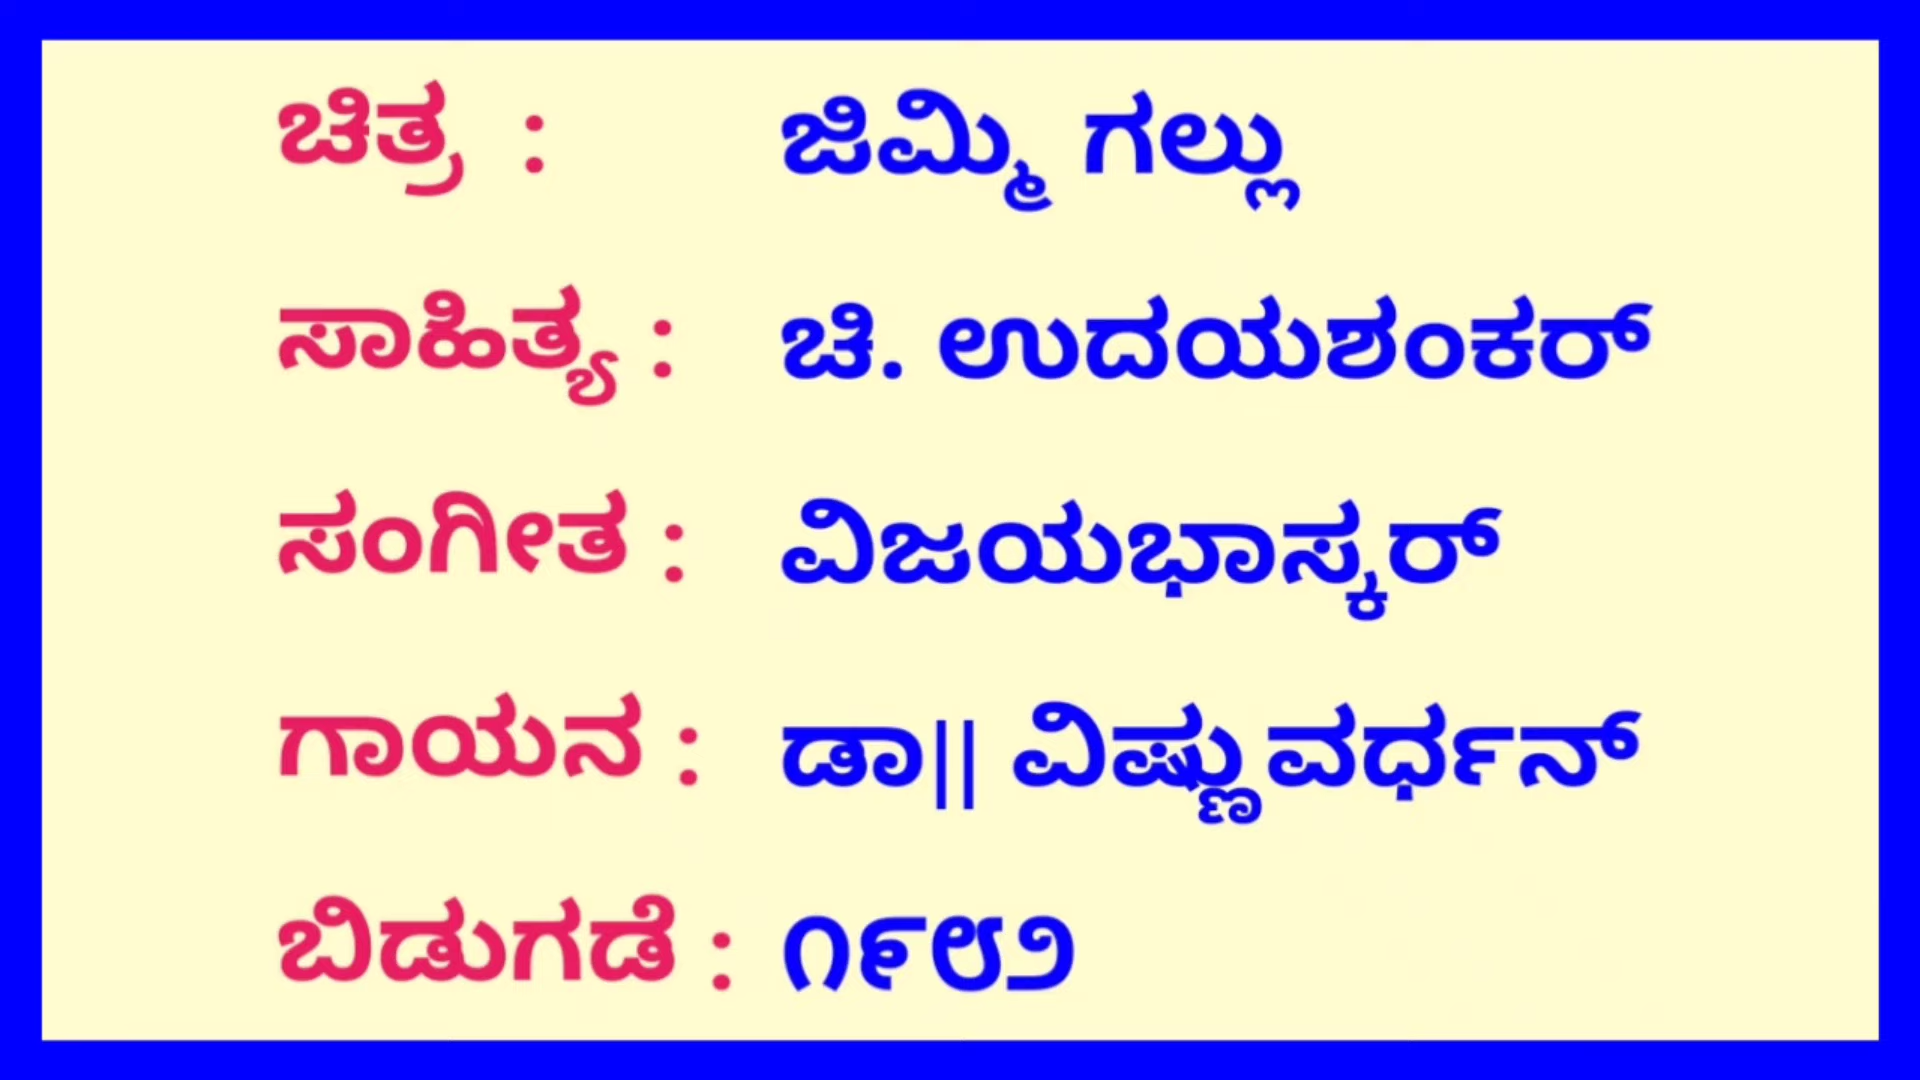 ಚಿತ್ರ : ಜಿಮ್ಮಿ ಗಲ್ಲು
ಸಾಹಿತ್ಯ : ಚಿ. ಉದಯಶಂಕರ್
ಸಂಗೀತ : ವಿಜಯಭಾಸ್ಕರ್
ಗಾಯನ : ಡಾ|| ವಿಷ್ಣುವರ್ಧನ್
ಬಿಡುಗಡೆ : ೧೯೮೨